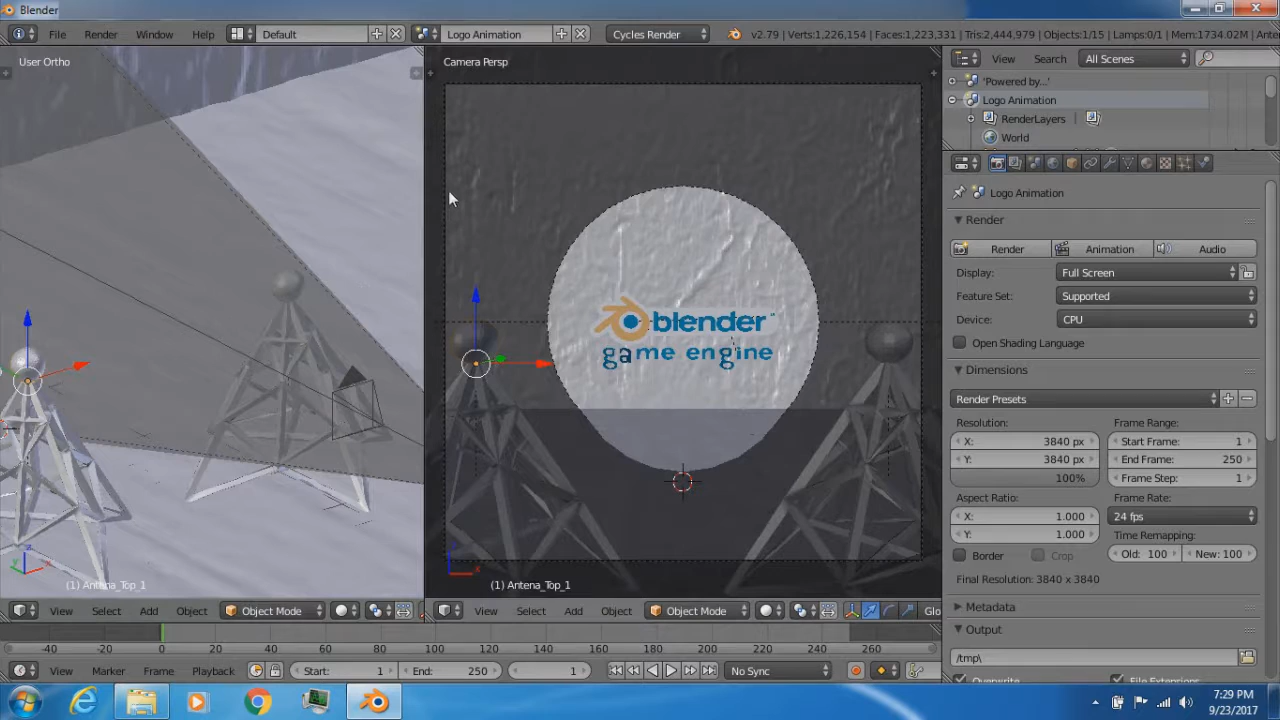 Blender
File Render Window Help Default Logo Animation Cycles Render v2.79 | Verts:1,226,154 | Faces:1,223,331 | Tris:2,444,979 | Objects:1/15 | Lamps:0/1 | Mem:1734.02M | Ante
User Ortho
Camera Persp
View Search All Scenes
'Powered by...'
Logo Animation
RenderLayers
World
Logo Animation
Render
Render Animation Audio
Display: Full Screen
Feature Set: Supported
Device: CPU
Open Shading Language
Dimensions
Render Presets
Resolution: Frame Range:
X: 3840 px Start Frame: 1
Y: 3840 px End Frame: 250
100% Frame Step: 1
Aspect Ratio: Frame Rate:
X: 1.000 24 fps
Y: 1.000 Time Remapping:
Border Crop Old: 100 New: 100
Final Resolution: 3840 x 3840
Metadata
Output
/tmp\
Overwrite File Extensions
blender
game engine
(1) Antena_Top_1
(1) Antena_Top_1
View Select Add Object Object Mode
View Select Add Object Object Mode Glo
-40 -20 0 20 40 60 80 100 120 140 160 180 200 220 240 260
View Marker Frame Playback Start: 1 End: 250 1 No Sync
7:29 PM
9/23/2017